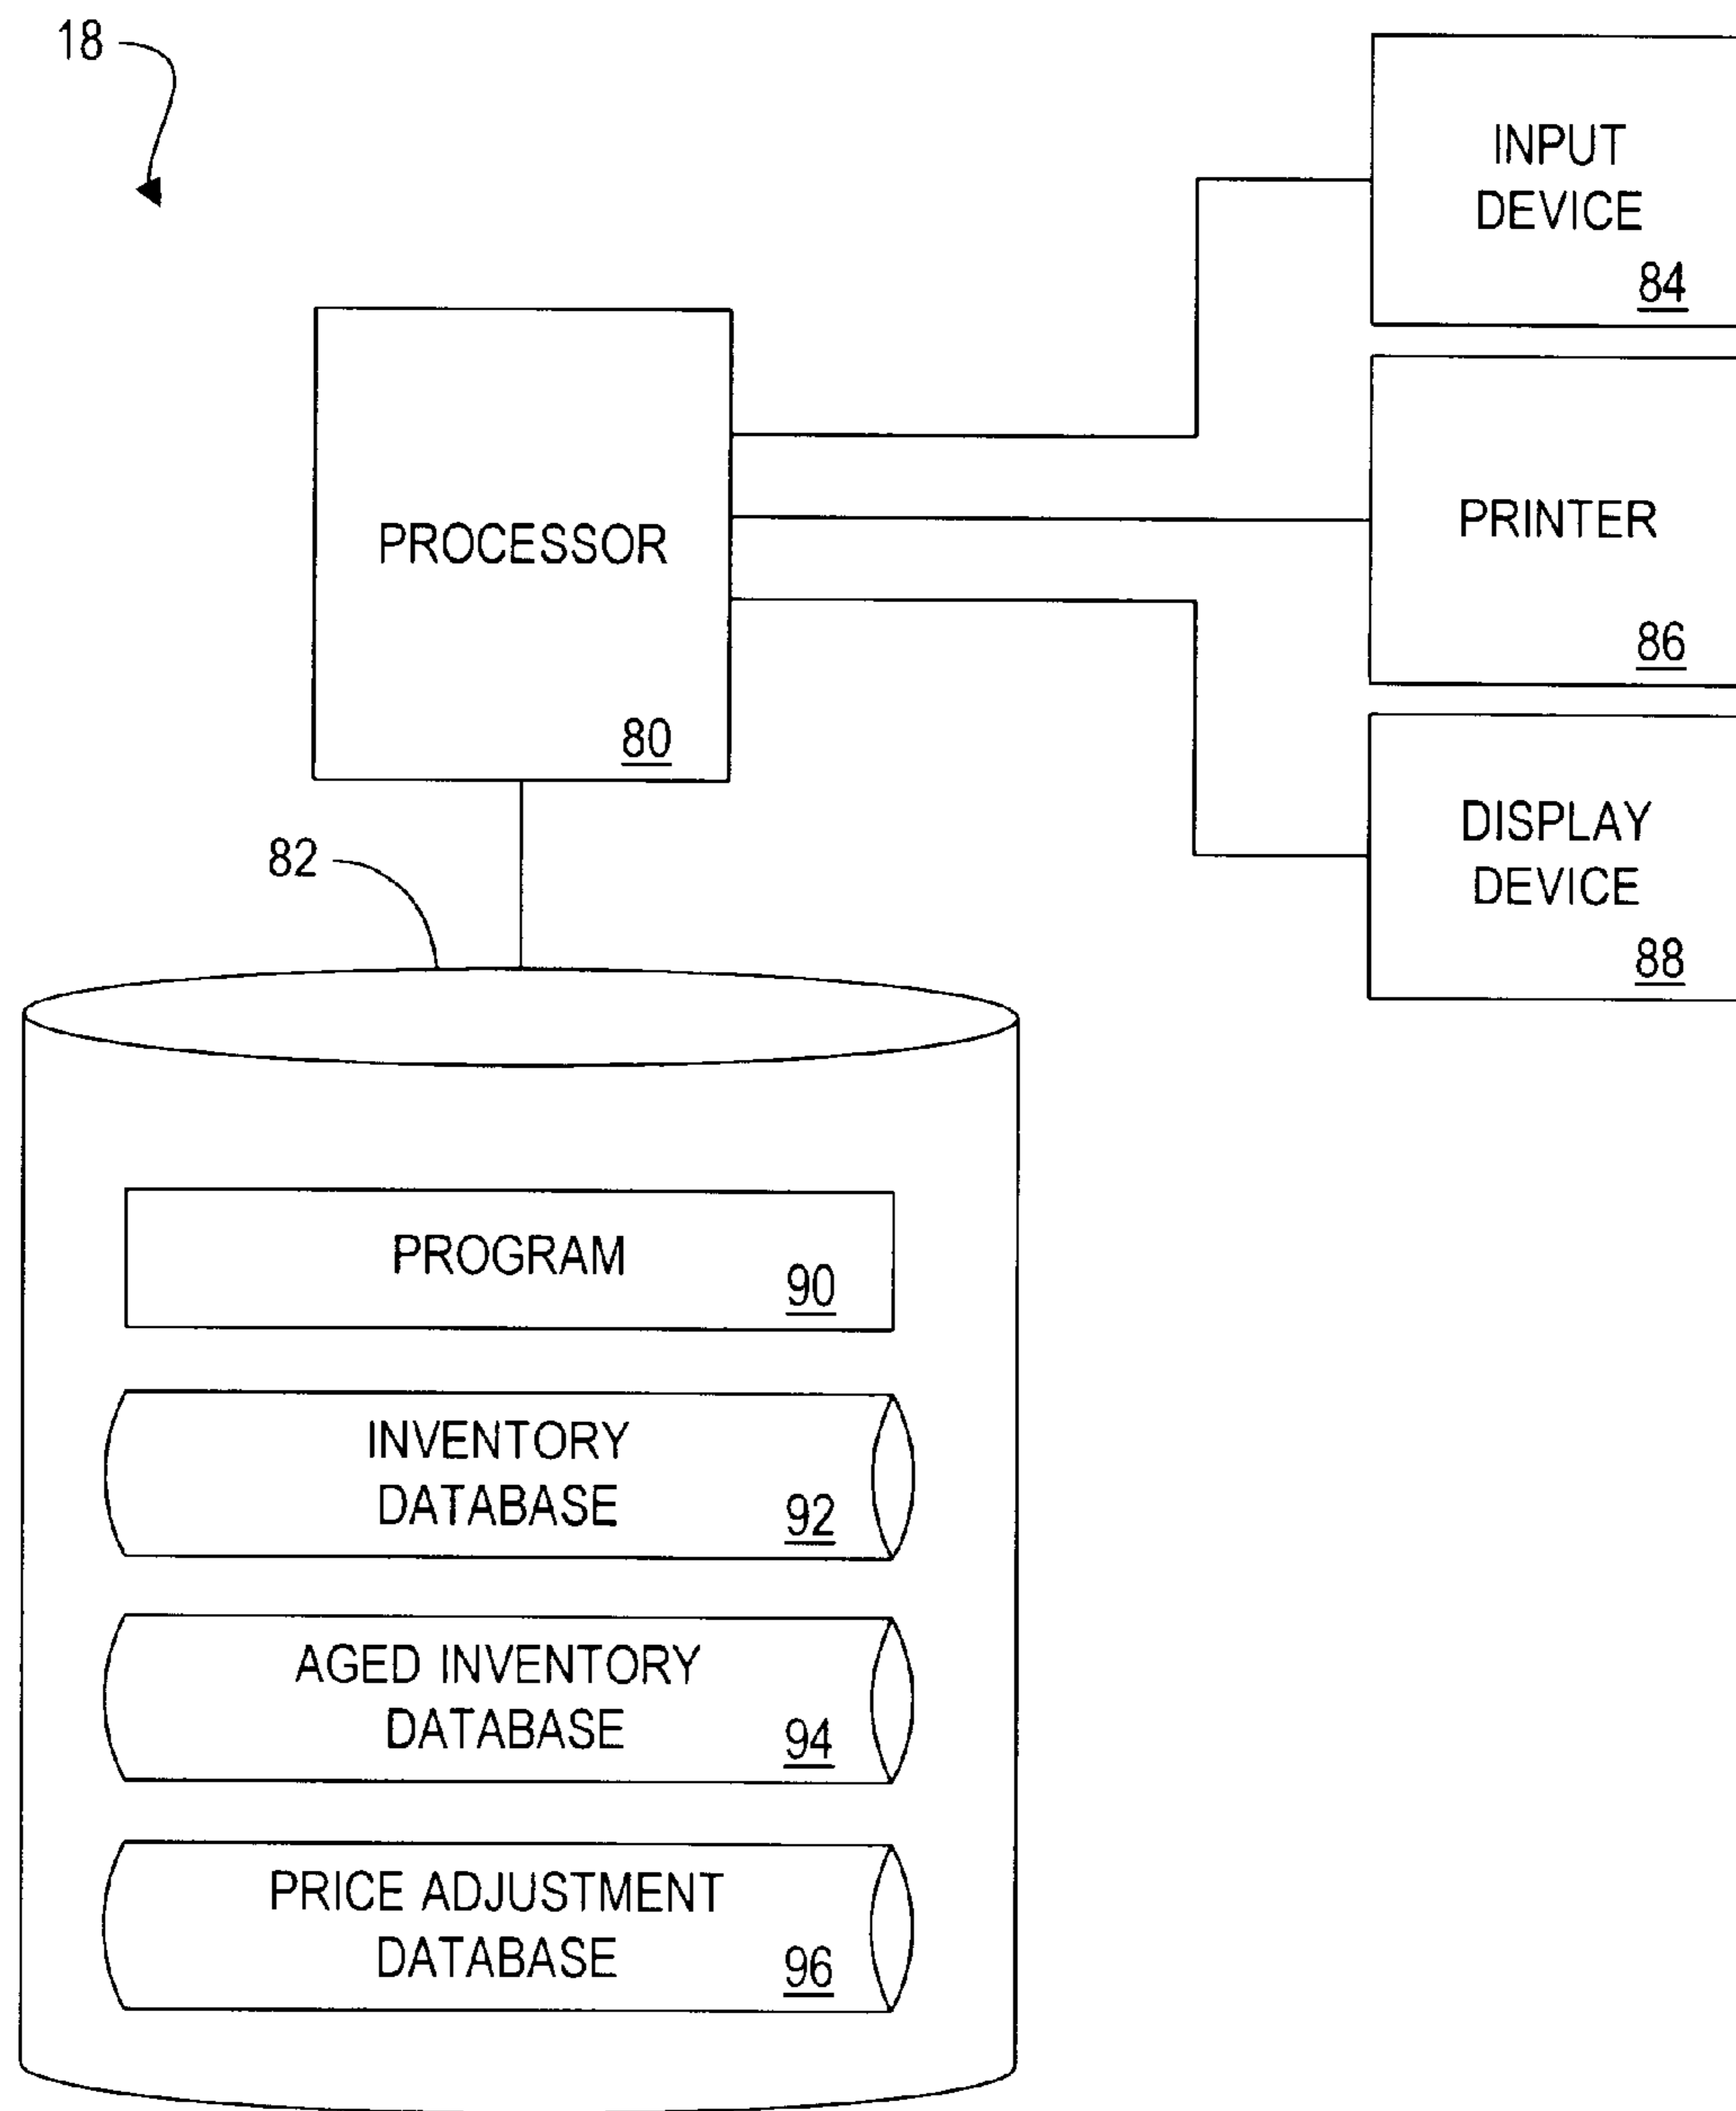 18
INPUT
DEVICE
84
PROCESSOR
80
PRINTER
86
DISPLAY
DEVICE
88
82
PROGRAM
90
INVENTORY
DATABASE
92
AGED INVENTORY
DATABASE
94
PRICE ADJUSTMENT
DATABASE
96